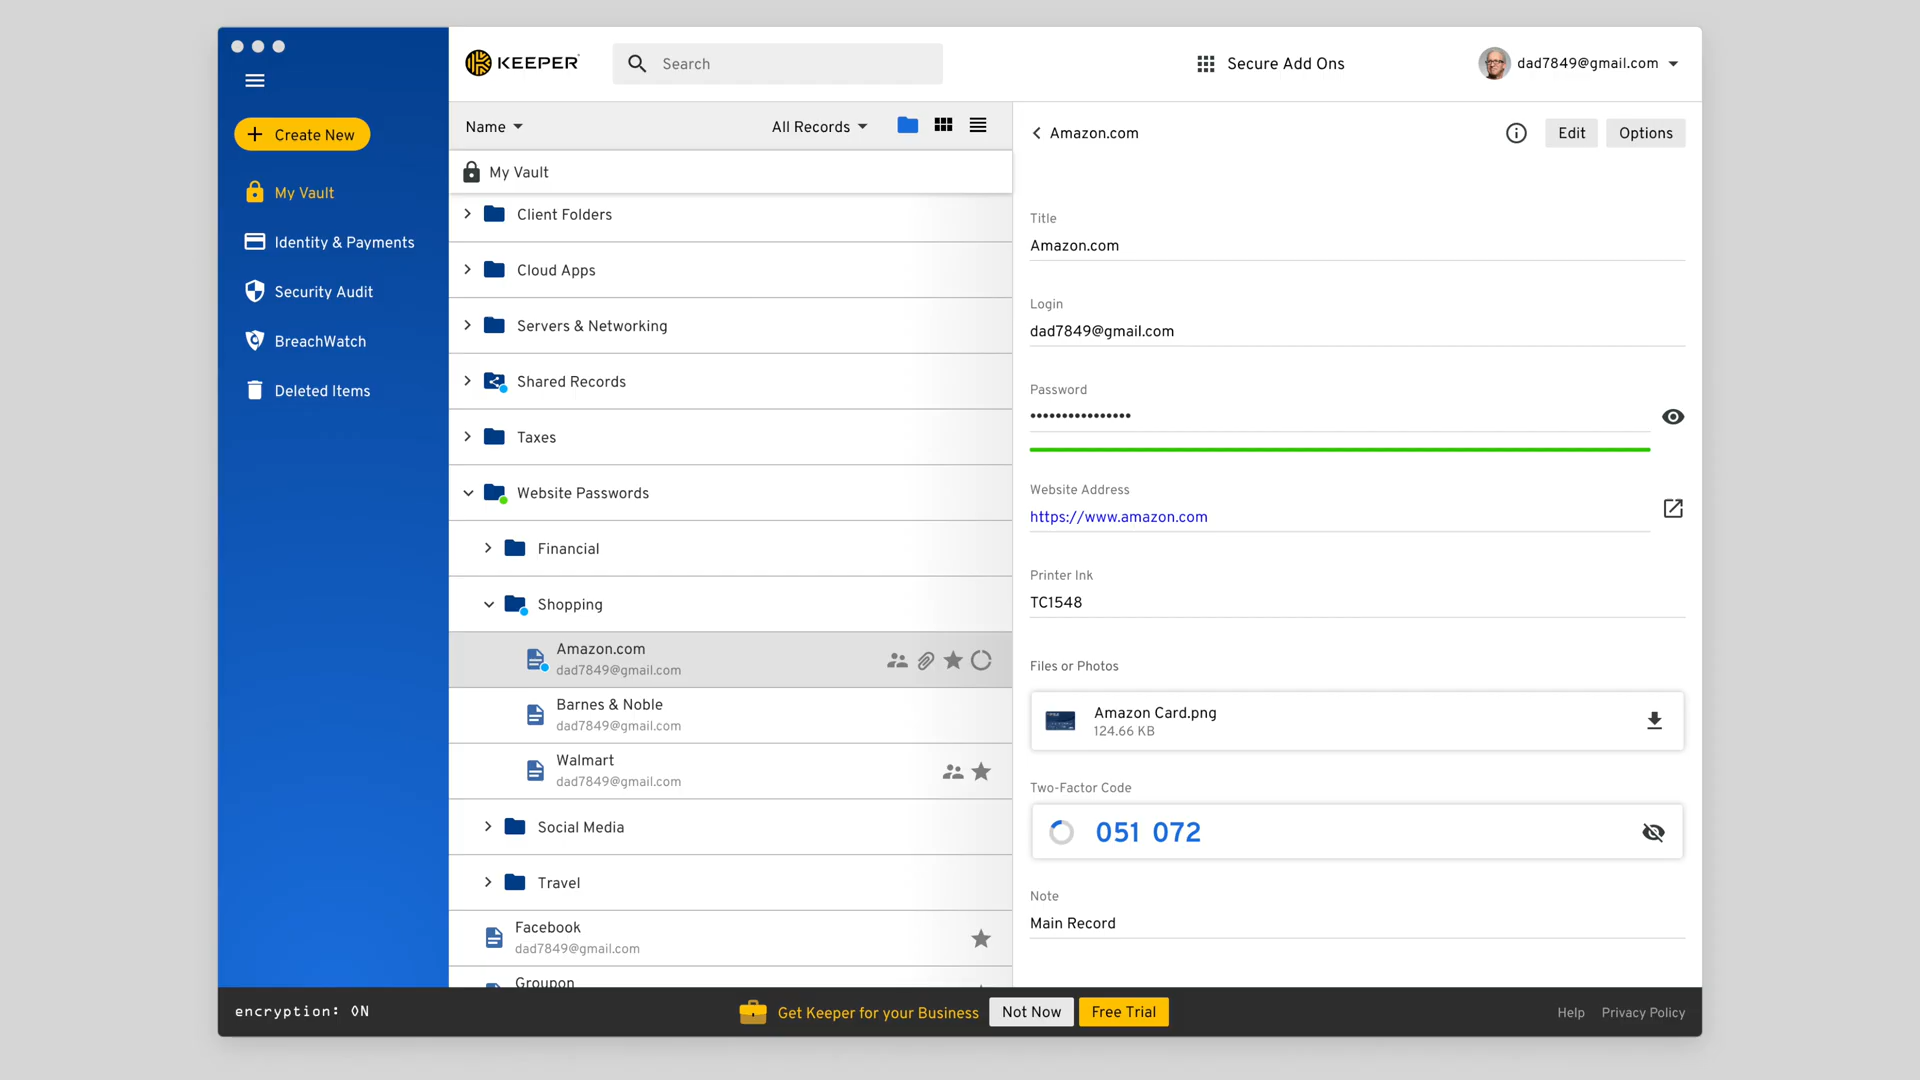 KEEPER
Search
Secure Add Ons
dad7849@gmail.com
Create New
My Vault
Identity & Payments
Security Audit
BreachWatch
Deleted Items
Name
All Records
My Vault
Client Folders
Cloud Apps
Servers & Networking
Shared Records
Taxes
Website Passwords
Financial
Shopping
Amazon.com
dad7849@gmail.com
Barnes & Noble
dad7849@gmail.com
Walmart
dad7849@gmail.com
Social Media
Travel
Facebook
dad7849@gmail.com
Groupon
Amazon.com
Edit
Options
Title
Amazon.com
Login
dad7849@gmail.com
Password
••••••••••••••••
Website Address
https://www.amazon.com
Printer Ink
TC1548
Files or Photos
Amazon Card.png
124.66 KB
Two-Factor Code
051 072
Note
Main Record
encryption: ON
Get Keeper for your Business
Not Now
Free Trial
Help
Privacy Policy